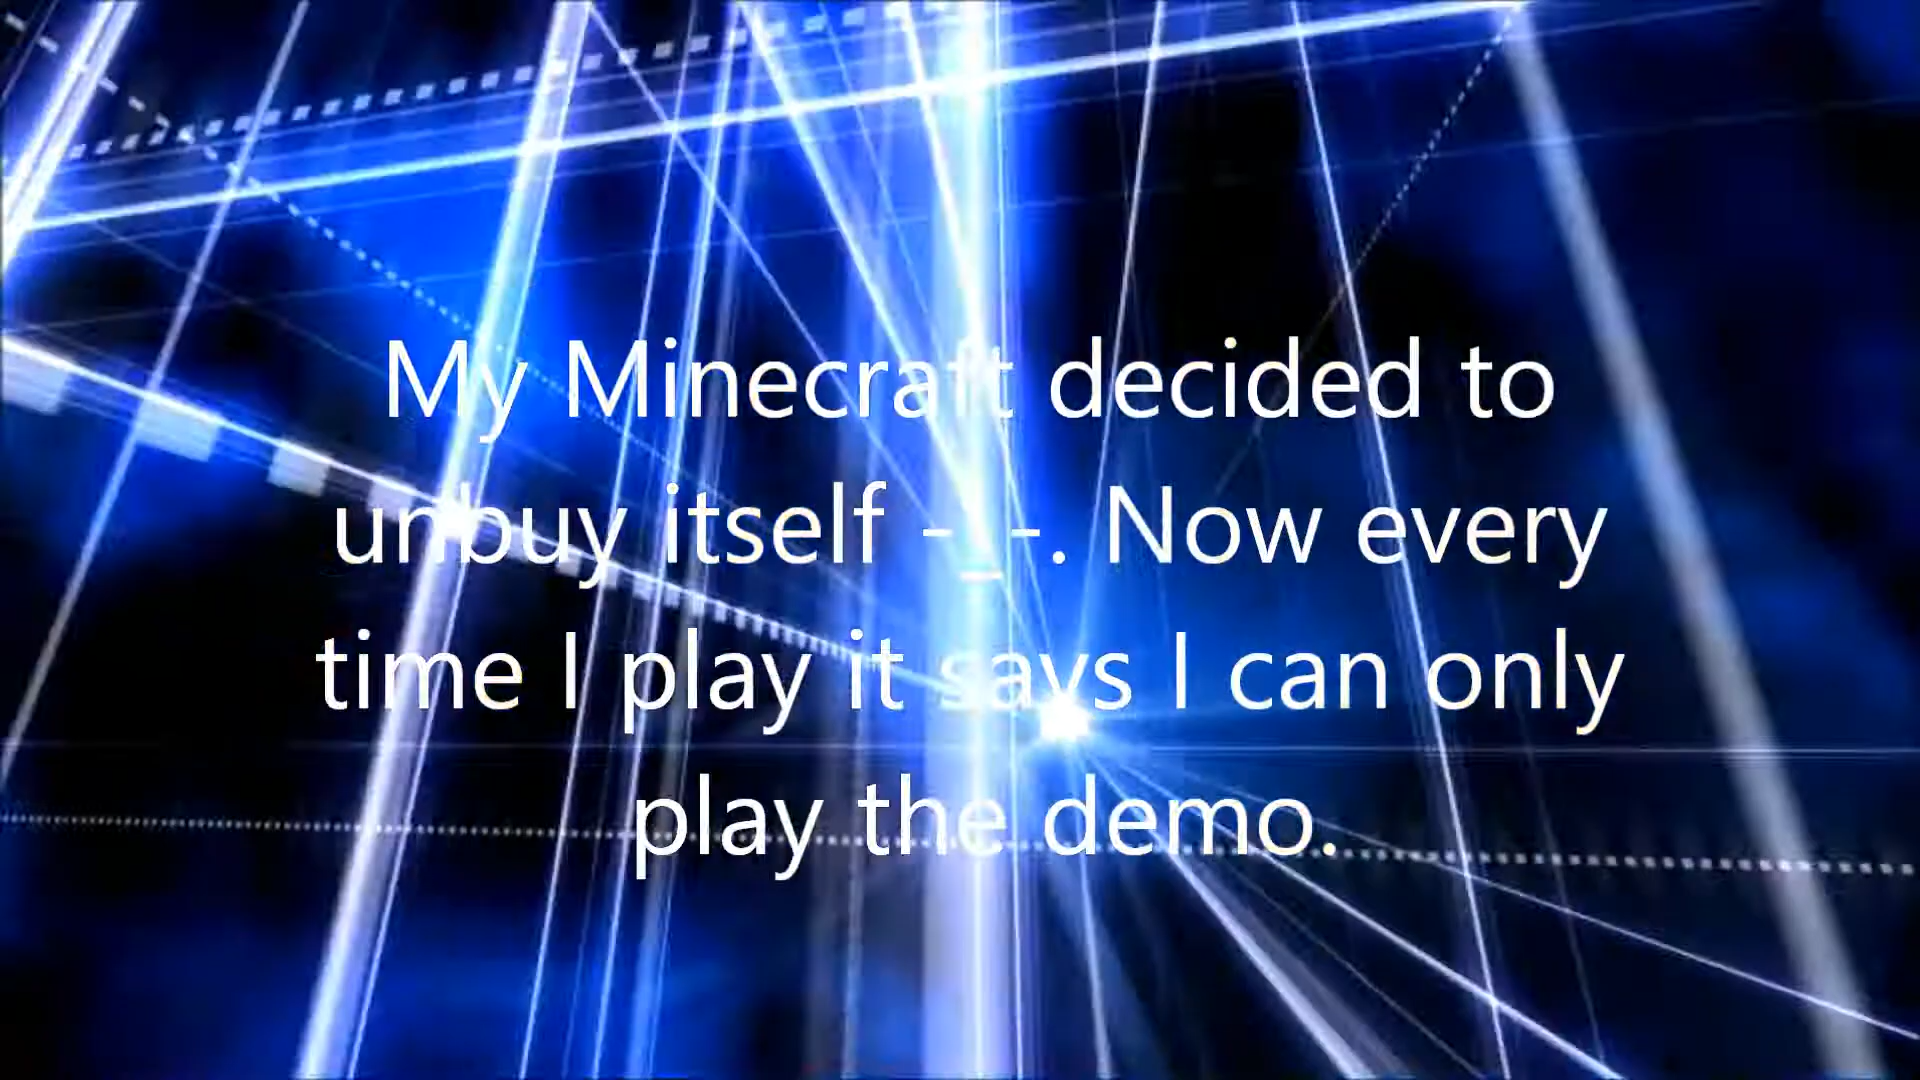 My Minecraft decided to
unbuy itself -_-. Now every
time I play it says I can only
play the demo.